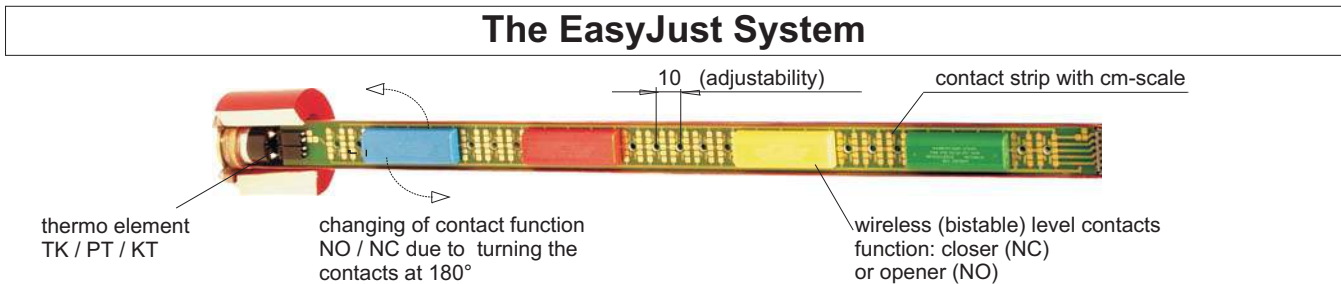 The EasyJust System
10 (adjustability)
contact strip with cm-scale
thermo element
TK / PT / KT
changing of contact function
NO / NC due to turning the
contacts at 180°
wireless (bistable) level contacts
function: closer (NC)
or opener (NO)